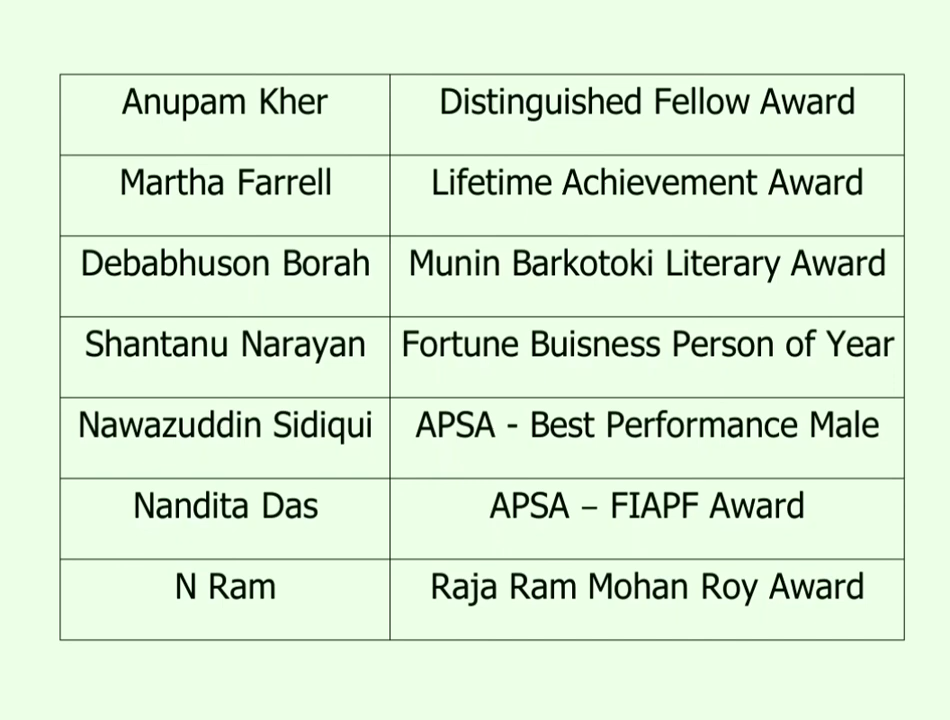 Anupam Kher Distinguished Fellow Award
Martha Farrell Lifetime Achievement Award
Debabhuson Borah Munin Barkotoki Literary Award
Shantanu Narayan Fortune Buisness Person of Year
Nawazuddin Sidiqui APSA - Best Performance Male
Nandita Das APSA – FIAPF Award
N Ram Raja Ram Mohan Roy Award